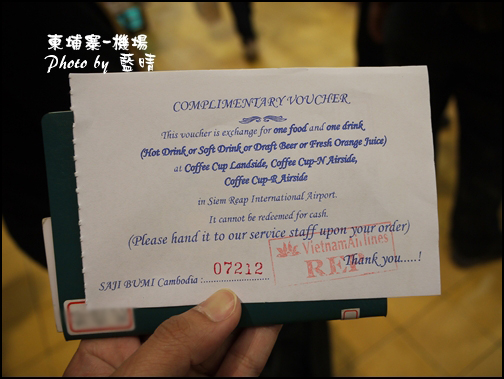 柬埔寨-機場
Photo by 藍晴
COMPLIMENTARY VOUCHER
This voucher is exchange for one food and one drink
(Hot Drink or Soft Drink or Draft Beer or Fresh Orange Juice)
at Coffee Cup Landside, Coffee Cup-N Airside,
Coffee Cup-R Airside
in Siem Reap International Airport.
It cannot be redeemed for cash.
(Please hand it to our service staff upon your order)
VietnamAirlines
REP
Thank you.....!
SAJI BUMI Cambodia :..................
07212